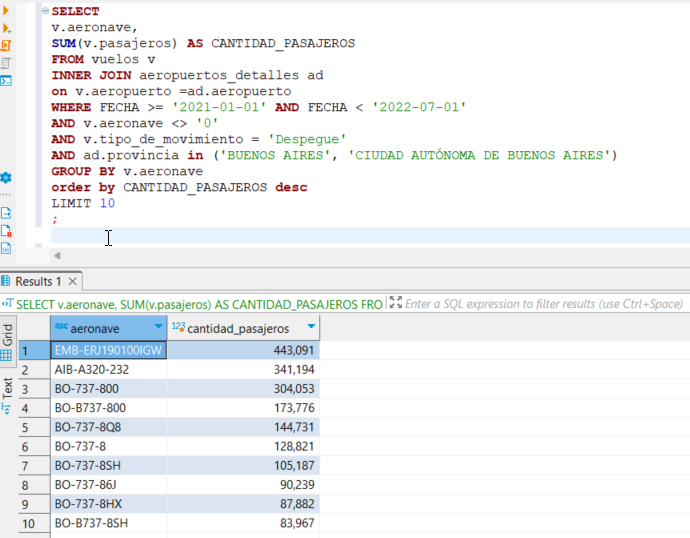 SELECT
v.aeronave,
SUM(v.pasajeros) AS CANTIDAD_PASAJEROS
FROM vuelos v
INNER JOIN aeropuertos_detalles ad
on v.aeropuerto =ad.aeropuerto
WHERE FECHA >= '2021-01-01' AND FECHA < '2022-07-01'
AND v.aeronave <> '0'
AND v.tipo_de_movimiento = 'Despegue'
AND ad.provincia in ('BUENOS AIRES', 'CIUDAD AUTÓNOMA DE BUENOS AIRES')
GROUP BY v.aeronave
order by CANTIDAD_PASAJEROS desc
LIMIT 10
;
Results 1
SELECT v.aeronave, SUM(v.pasajeros) AS CANTIDAD_PASAJEROS FRO Enter a SQL expression to filter results (use Ctrl+Space)
Grid
Text
ABC aeronave 123 cantidad_pasajeros
1 EMB-ERJ190100IGW 443,091
2 AIB-A320-232 341,194
3 BO-737-800 304,053
4 BO-B737-800 173,776
5 BO-737-8Q8 144,731
6 BO-737-8 128,821
7 BO-737-8SH 105,187
8 BO-737-86J 90,239
9 BO-737-8HX 87,882
10 BO-B737-8SH 83,967